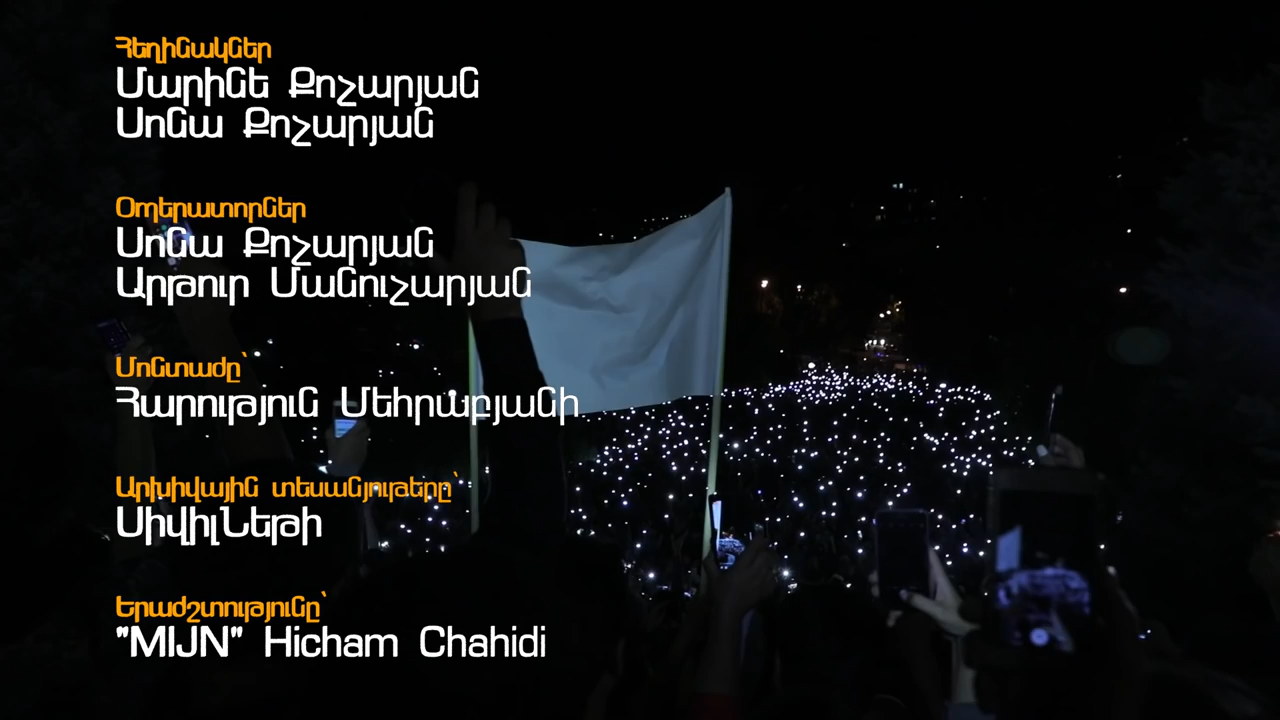 Հեղինակներ
Մարինե Քոչարյան
Սոնա Քոչարյան
Օպերատորներ
Սոնա Քոչարյան
Արթուր Մանուչարյան
Մոնտաժը՝
Հարություն Մեհրաբյանի
Արխիվային տեսանյութերը՝
Սիվիլնեթի
Երաժշտությունը՝
"MIJN" Hicham Chahidi